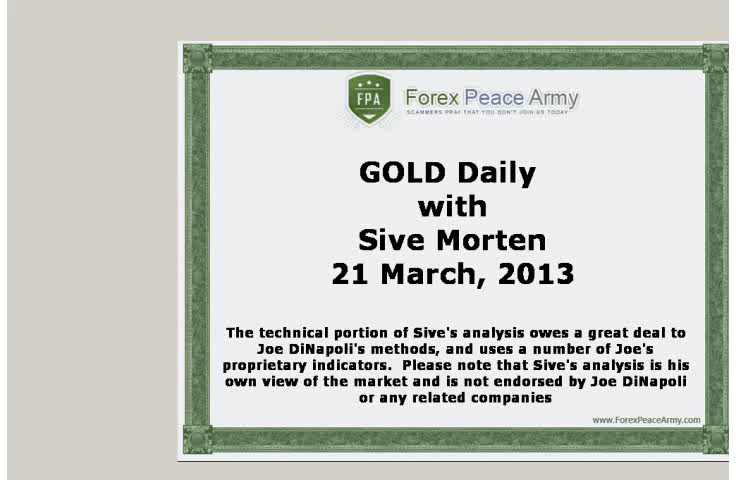 FPA
Forex Peace Army
SCAMMERS PRAY THAT YOU DON'T JOIN US TODAY
GOLD Daily
with
Sive Morten
21 March, 2013
The technical portion of Sive's analysis owes a great deal to
Joe DiNapoli's methods, and uses a number of Joe's
proprietary indicators.  Please note that Sive's analysis is his
own view of the market and is not endorsed by Joe DiNapoli
or any related companies
www.ForexPeaceArmy.com